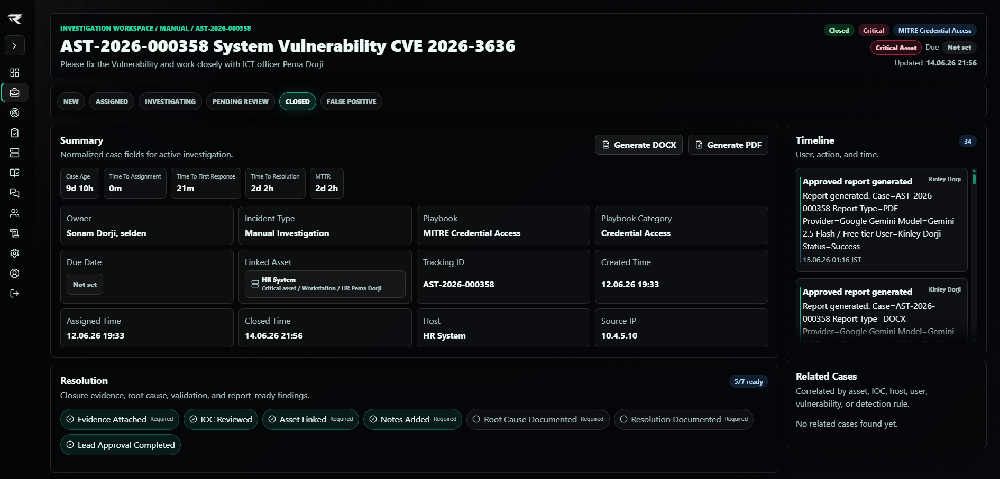 INVESTIGATION WORKSPACE / MANUAL / AST-2026-000358
AST-2026-000358 System Vulnerability CVE 2026-3636
Please fix the Vulnerability and work closely with ICT officer Pema Dorji
Closed Critical MITRE Credential Access
Critical Asset Due Not set
Updated 14.06.26 21:56
NEW ASSIGNED INVESTIGATING PENDING REVIEW CLOSED FALSE POSITIVE
Summary
Normalized case fields for active investigation.
Generate DOCX Generate PDF
Case Age
9d 10h
Time To Assignment
0m
Time To First Response
21m
Time To Resolution
2d 2h
MTTR
2d 2h
Owner
Sonam Dorji, selden
Incident Type
Manual Investigation
Playbook
MITRE Credential Access
Playbook Category
Credential Access
Due Date
Not set
Linked Asset
HR System
Critical asset / Workstation / HR Pema Dorji
Tracking ID
AST-2026-000358
Created Time
12.06.26 19:33
Assigned Time
12.06.26 19:33
Closed Time
14.06.26 21:56
Host
HR System
Source IP
10.4.5.10
Resolution
Closure evidence, root cause, validation, and report-ready findings.
5/7 ready
Evidence Attached Required
IOC Reviewed
Asset Linked Required
Notes Added Required
Root Cause Documented Required
Resolution Documented Required
Lead Approval Completed
Timeline
34
User, action, and time.
Approved report generated Kinley Dorji
Report generated. Case=AST-2026-
000358 Report Type=PDF
Provider=Google Gemini Model=Gemini
2.5 Flash / Free tier User=Kinley Dorji
Status=Success
15.06.26 01:16 IST
Approved report generated Kinley Dorji
Report generated. Case=AST-2026-
000358 Report Type=DOCX
Provider=Google Gemini Model=Gemini
Related Cases
Correlated by asset, IOC, host, user,
vulnerability, or detection rule.
No related cases found yet.